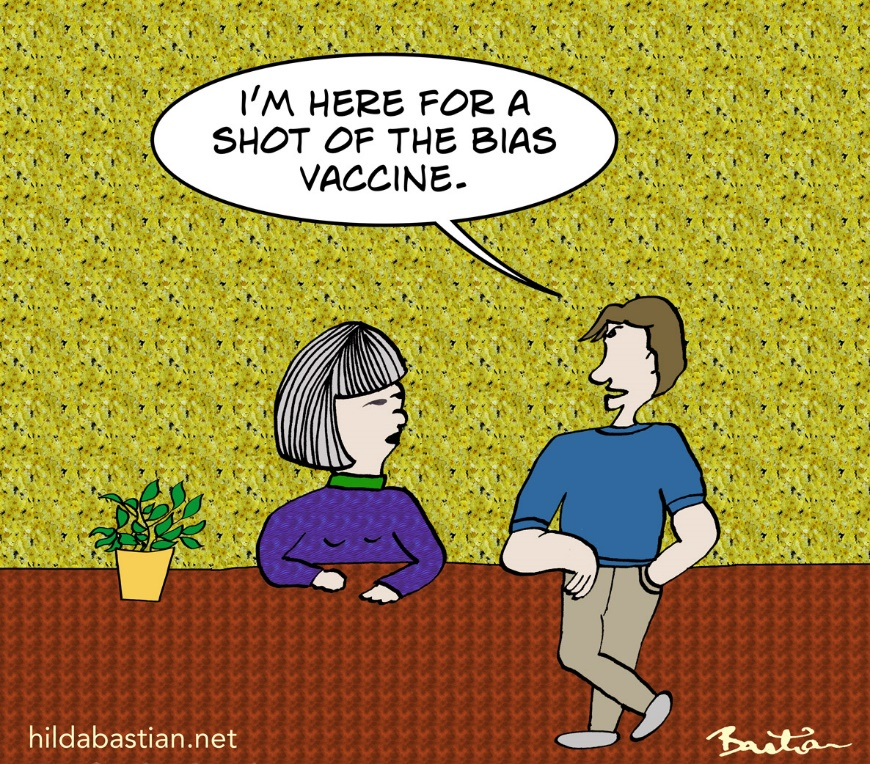 I'M HERE FOR A
SHOT OF THE BIAS
VACCINE.
hildabastian.net
Bastian